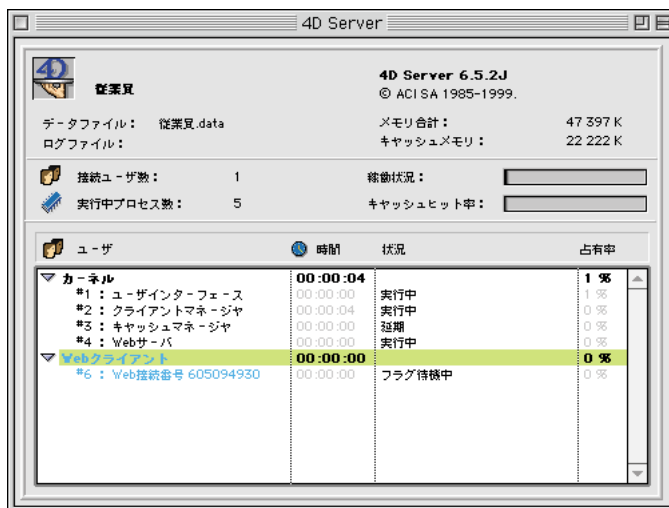 4D Server
4D
従業員
4D Server 6.5.2J
© ACI SA 1985-1999.
データファイル： 従業員.data
メモリ合計： 47 397 K
ログファイル：
キャッシュメモリ： 22 222 K
接続ユーザ数： 1
稼働状況：
実行中プロセス数： 5
キャッシュヒット率：
ユーザ 時間 状況 占有率
カーネル 00:00:04 1 %
#1 : ユーザインターフェース 00:00:00 実行中 1 %
#2 : クライアントマネージャ 00:00:04 実行中 0 %
#3 : キャッシュマネージャ 00:00:00 延期 0 %
#4 : Webサーバ 00:00:00 実行中 0 %
Webクライアント 00:00:00 0 %
#6 : Web接続番号 605094930 00:00:00 フラグ待機中 0 %